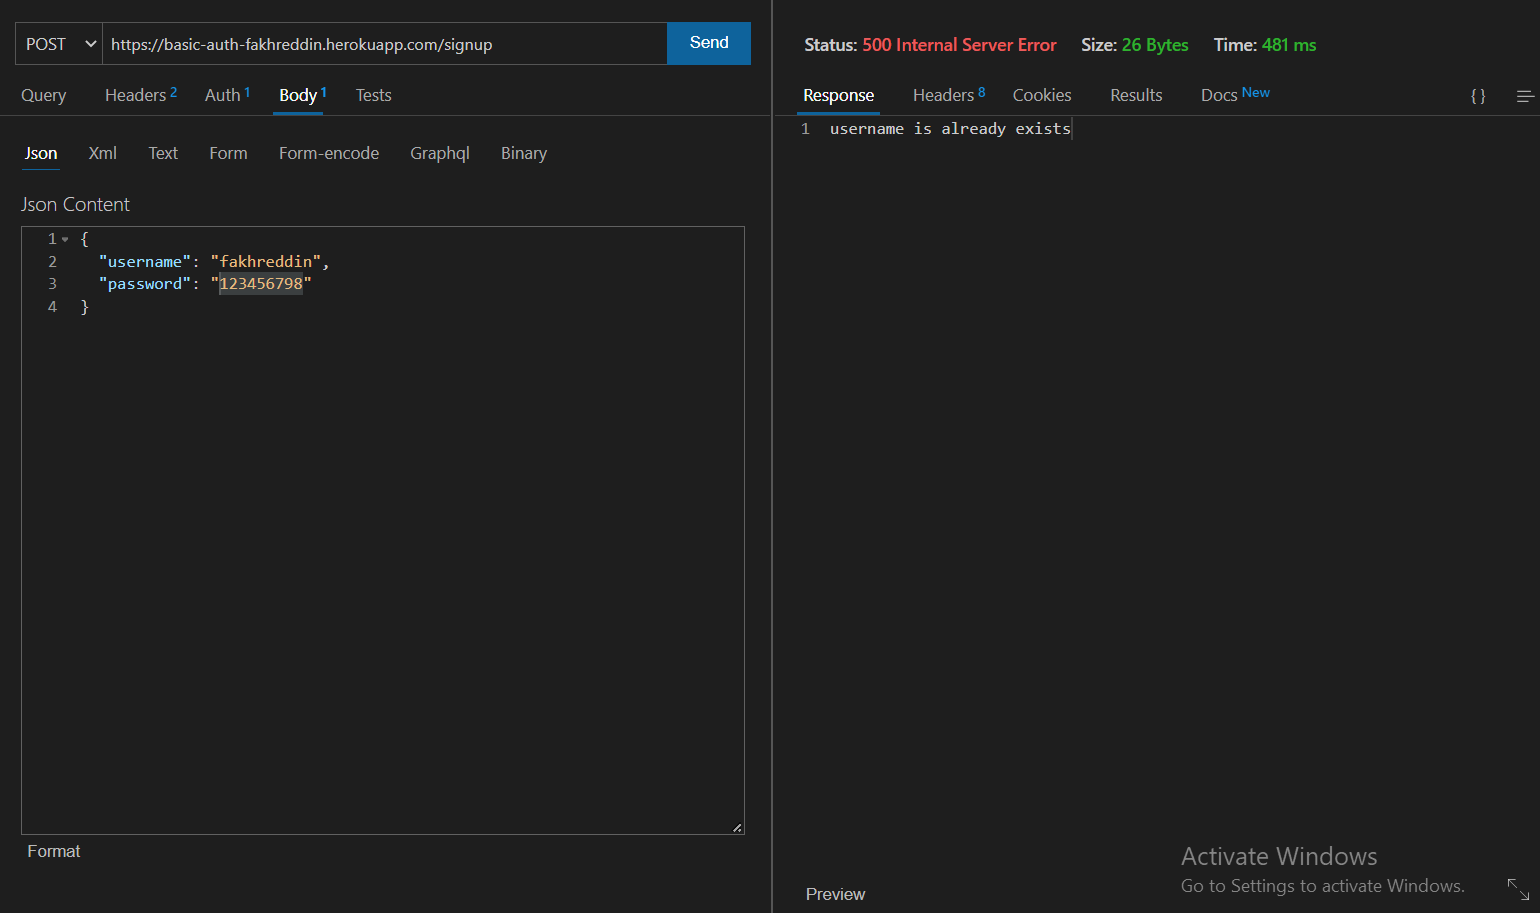 POST https://basic-auth-fakhreddin.herokuapp.com/signup Send
Query Headers 2 Auth 1 Body 1 Tests
Json Xml Text Form Form-encode Graphql Binary
Json Content
1 {
2 "username": "fakhreddin",
3 "password": "123456798"
4 }
Format
Status: 500 Internal Server Error Size: 26 Bytes Time: 481 ms
Response Headers 8 Cookies Results Docs New { }
1 username is already exists
Activate Windows
Go to Settings to activate Windows.
Preview